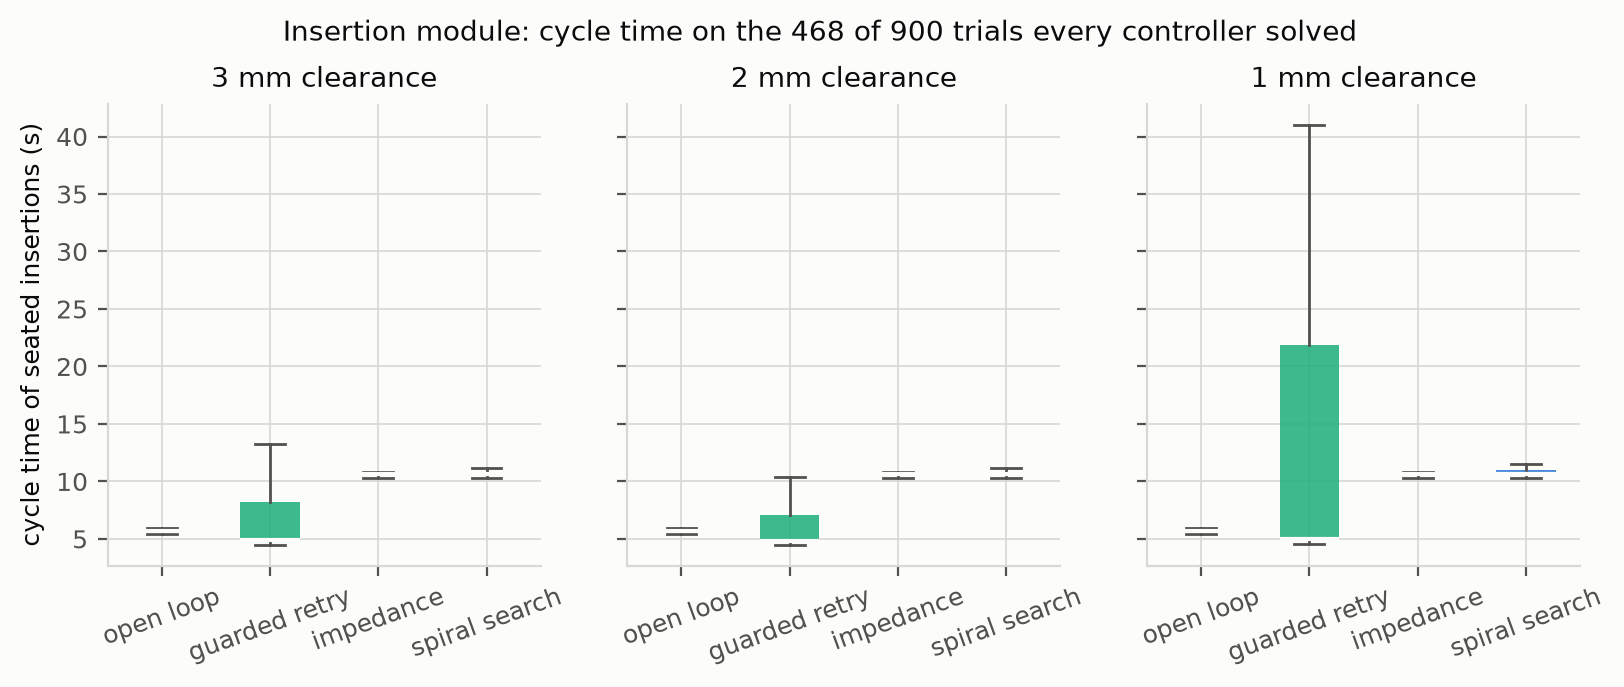 Insertion module: cycle time on the 468 of 900 trials every controller solved
3 mm clearance
2 mm clearance
1 mm clearance
cycle time of seated insertions (s)
40
35
30
25
20
15
10
5
open loop
guarded retry
impedance
spiral search
open loop
guarded retry
impedance
spiral search
open loop
guarded retry
impedance
spiral search